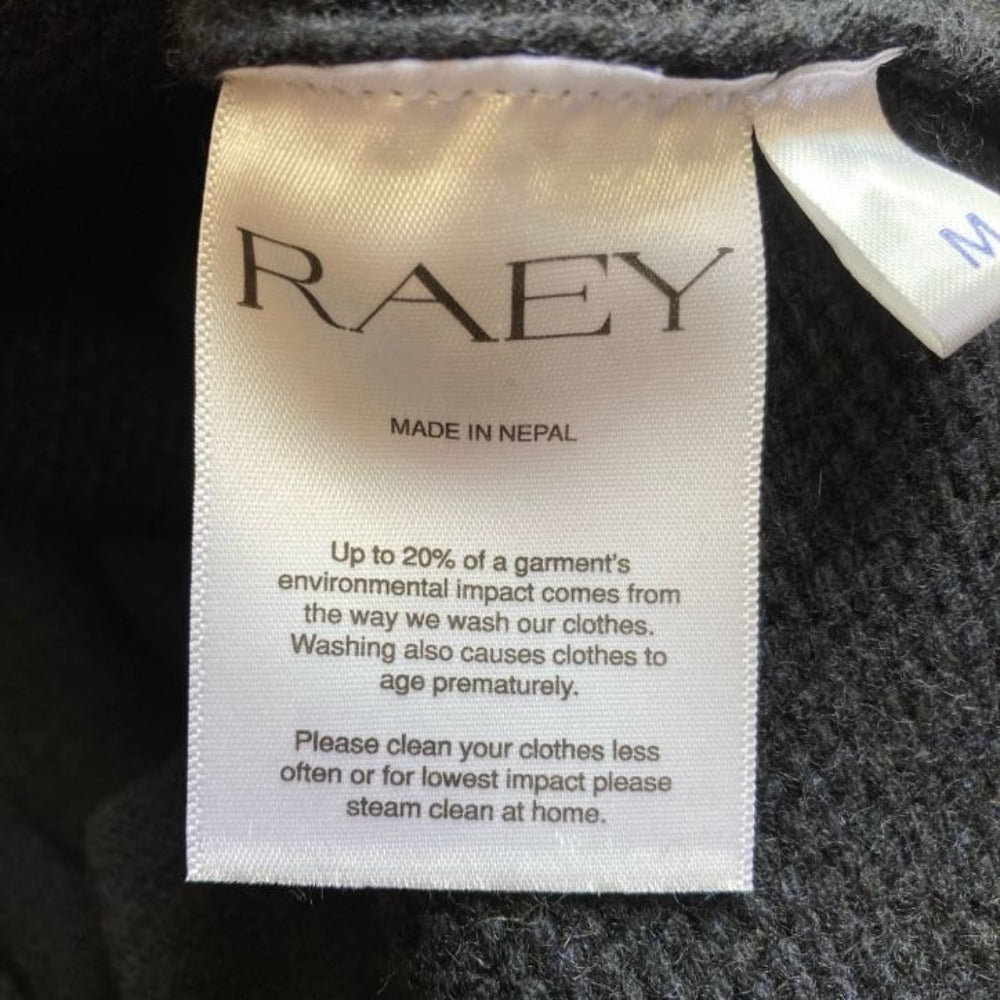 RAEY
M
MADE IN NEPAL
Up to 20% of a garment's
environmental impact comes from
the way we wash our clothes.
Washing also causes clothes to
age prematurely.
Please clean your clothes less
often or for lowest impact please
steam clean at home.